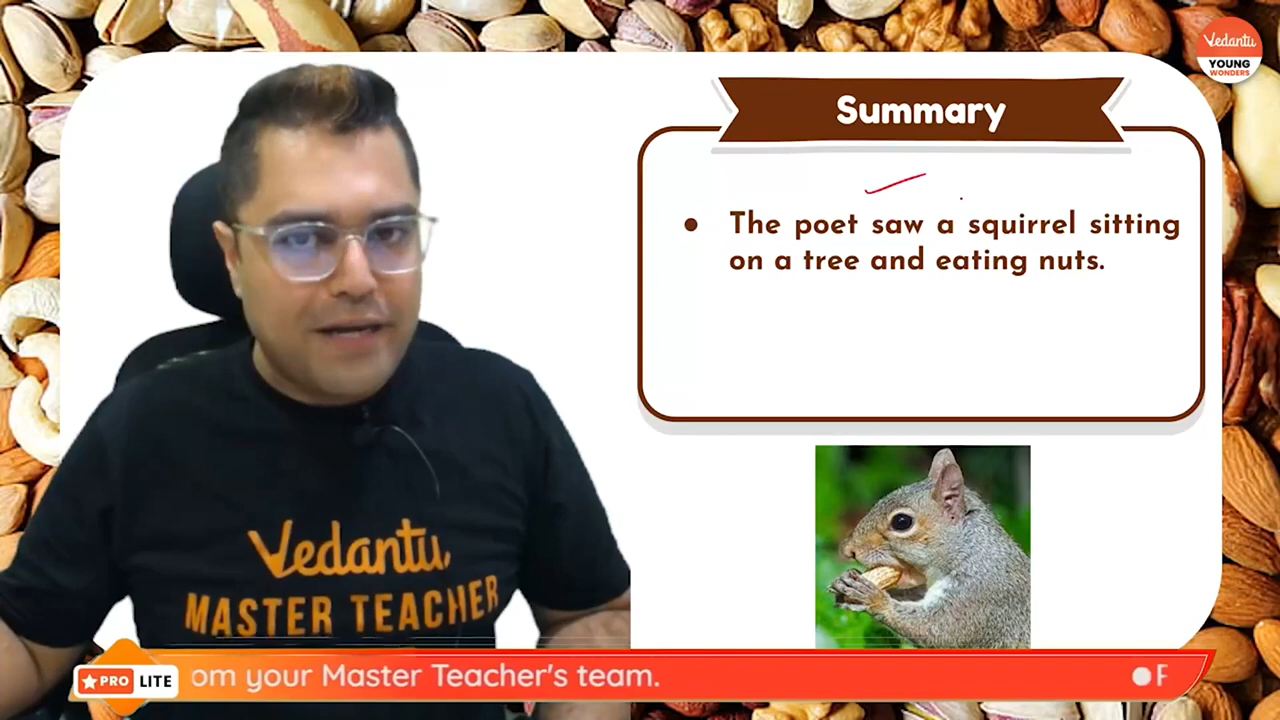 Vedantu
YOUNG
WONDERS
Summary
• The poet saw a squirrel sitting
on a tree and eating nuts.
Vedantu
MASTER TEACHER
PRO LITE
om your Master Teacher's team.
F